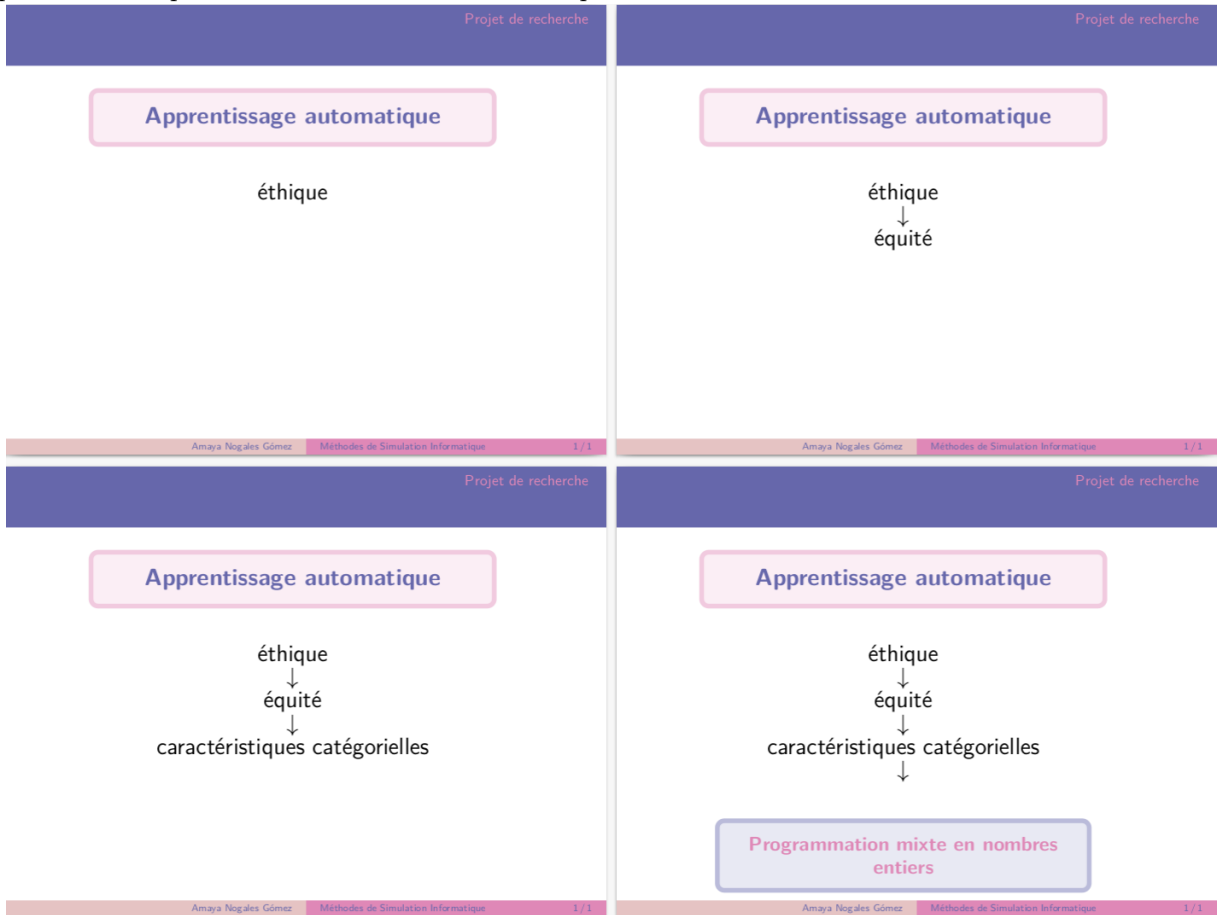 Projet de recherche
Apprentissage automatique
éthique
Amaya Nogales Gómez Méthodes de Simulation Informatique 1 / 1
Projet de recherche
Apprentissage automatique
éthique
↓
équité
Amaya Nogales Gómez Méthodes de Simulation Informatique 1 / 1
Projet de recherche
Apprentissage automatique
éthique
↓
équité
↓
caractéristiques catégorielles
Amaya Nogales Gómez Méthodes de Simulation Informatique 1 / 1
Projet de recherche
Apprentissage automatique
éthique
↓
équité
↓
caractéristiques catégorielles
↓
Programmation mixte en nombres
entiers
Amaya Nogales Gómez Méthodes de Simulation Informatique 1 / 1